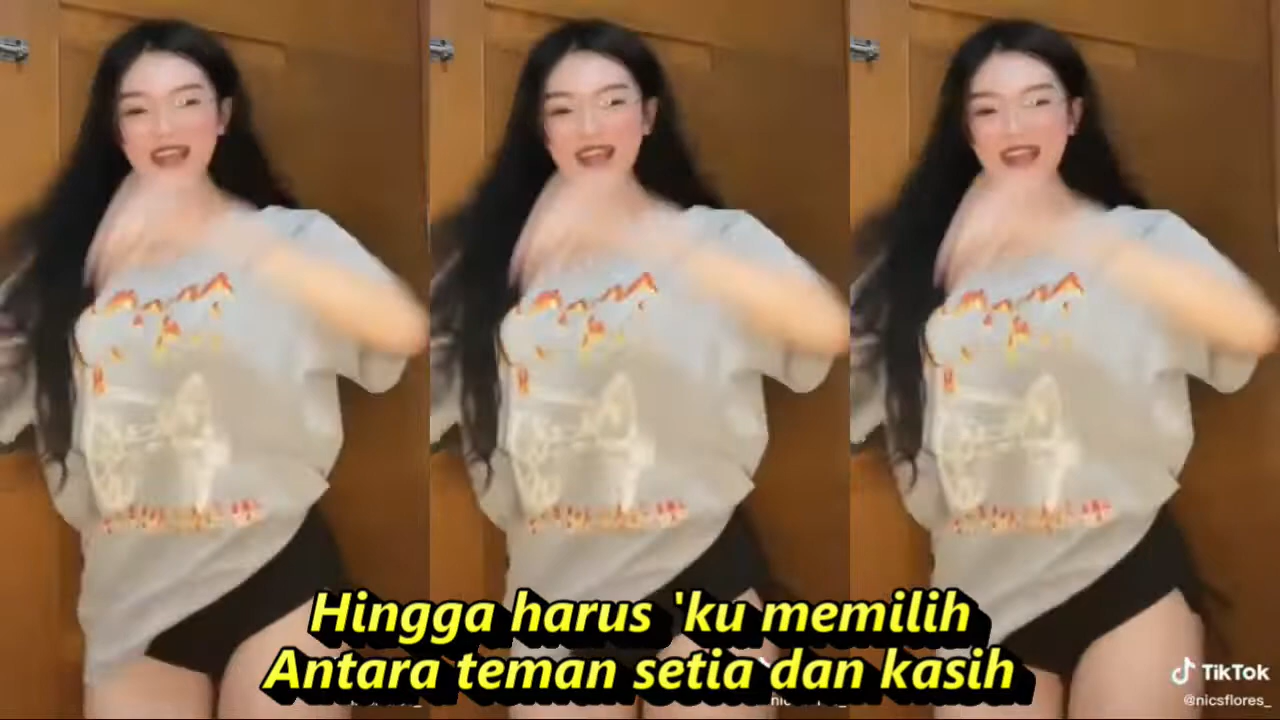 Hingga harus 'ku memilih
Antara teman setia dan kasih
TikTok
@nicsflores_